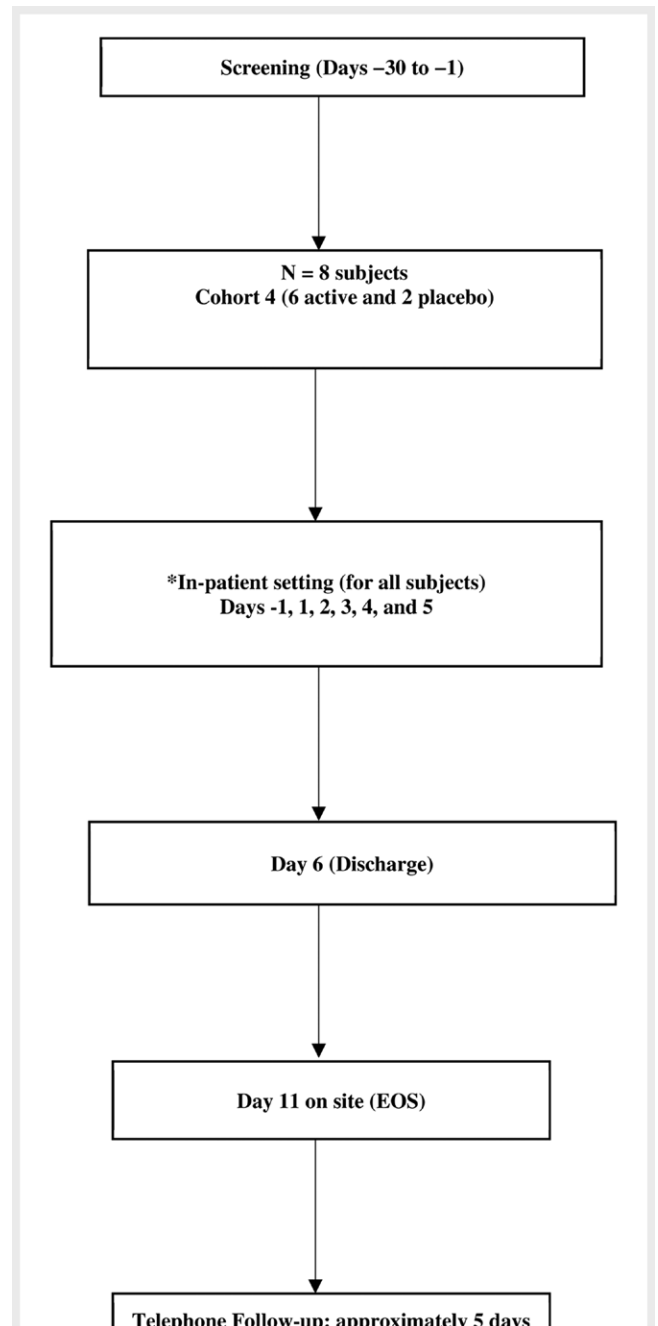 Screening (Days −30 to −1)
N = 8 subjects
Cohort 4 (6 active and 2 placebo)
*In-patient setting (for all subjects)
Days -1, 1, 2, 3, 4, and 5
Day 6 (Discharge)
Day 11 on site (EOS)
Telephone Follow-up: approximately 5 days